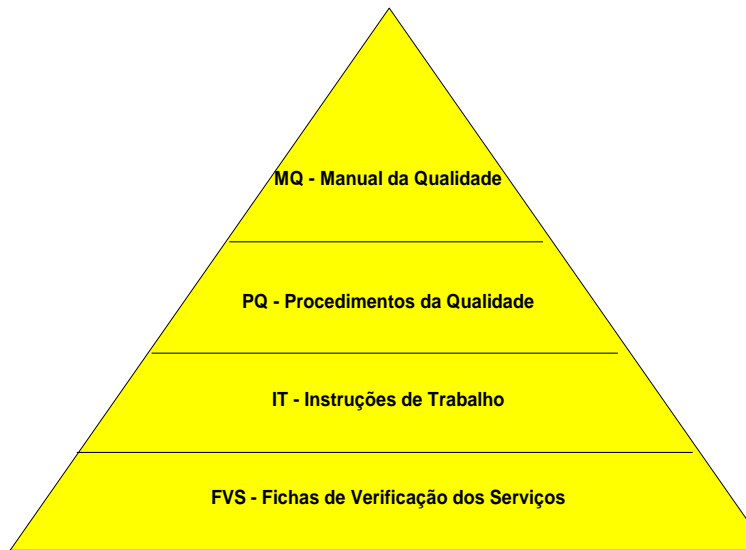 MQ - Manual da Qualidade
PQ - Procedimentos da Qualidade
IT - Instruções de Trabalho
FVS - Fichas de Verificação dos Serviços